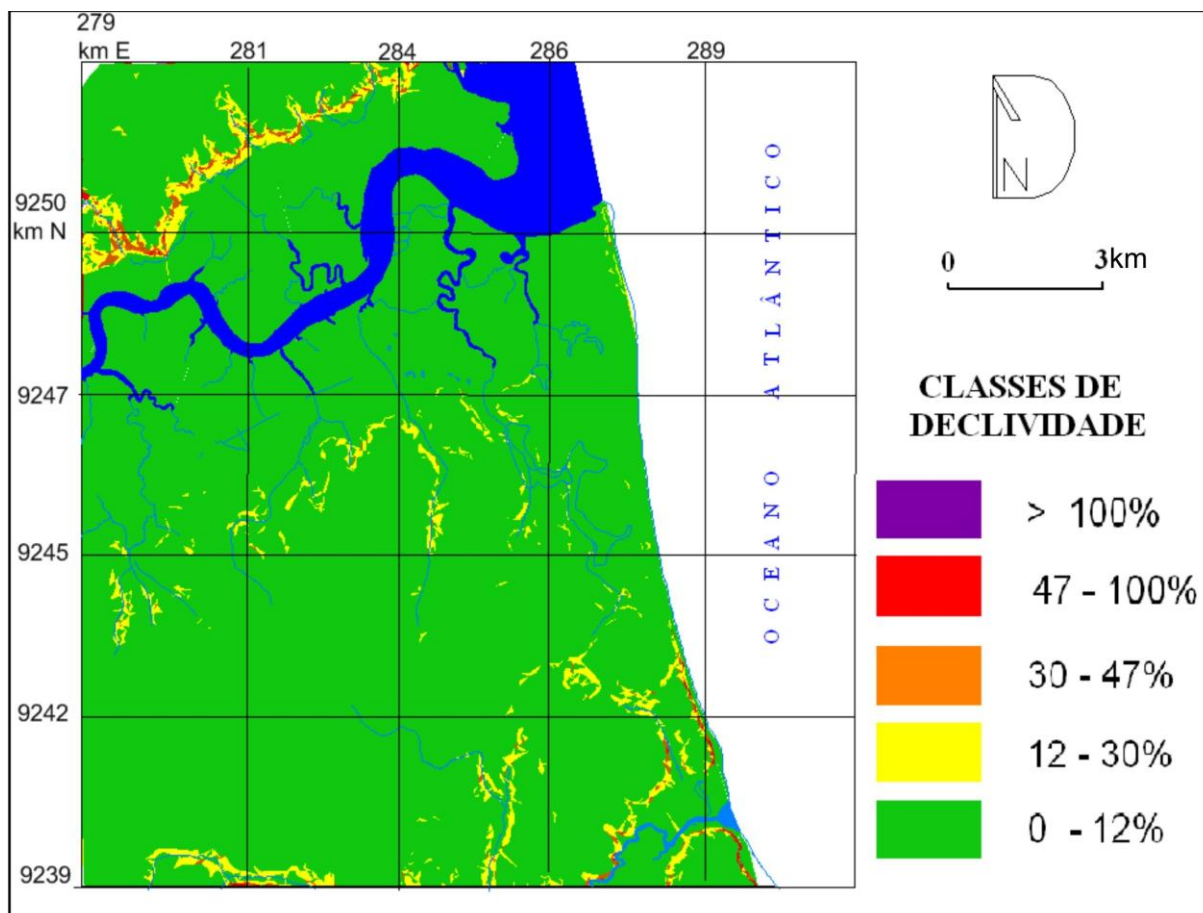 279
km E 281 284 286 289
9250
km N
9247
9245
9242
9239
OCEANO ATLÂNTICO
N
0 3km
CLASSES DE
DECLIVIDADE
> 100%
47 - 100%
30 - 47%
12 - 30%
0 - 12%